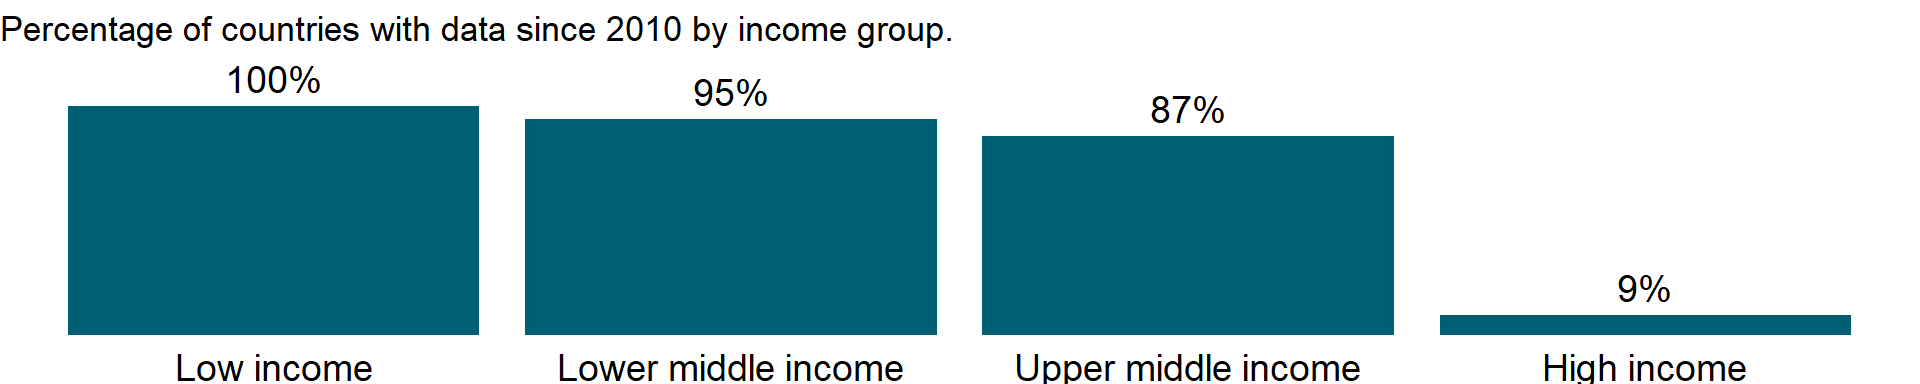 Percentage of countries with data since 2010 by income group.
100%
95%
87%
9%
Low income
Lower middle income
Upper middle income
High income